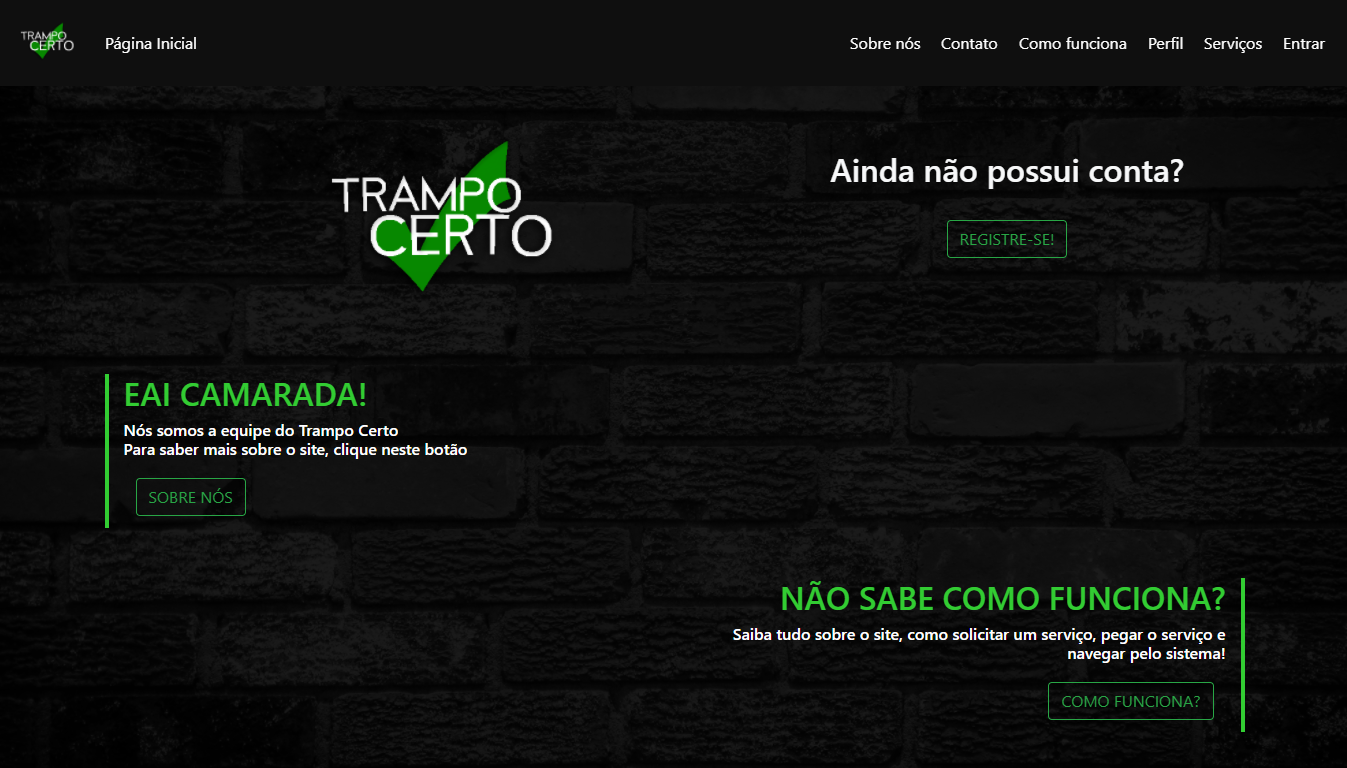 TRAMPO
CERTO
Página Inicial
Sobre nós
Contato
Como funciona
Perfil
Serviços
Entrar
TRAMPO
CERTO
Ainda não possui conta?
REGISTRE-SE!
EAI CAMARADA!
Nós somos a equipe do Trampo Certo
Para saber mais sobre o site, clique neste botão
SOBRE NÓS
NÃO SABE COMO FUNCIONA?
Saiba tudo sobre o site, como solicitar um serviço, pegar o serviço e
navegar pelo sistema!
COMO FUNCIONA?